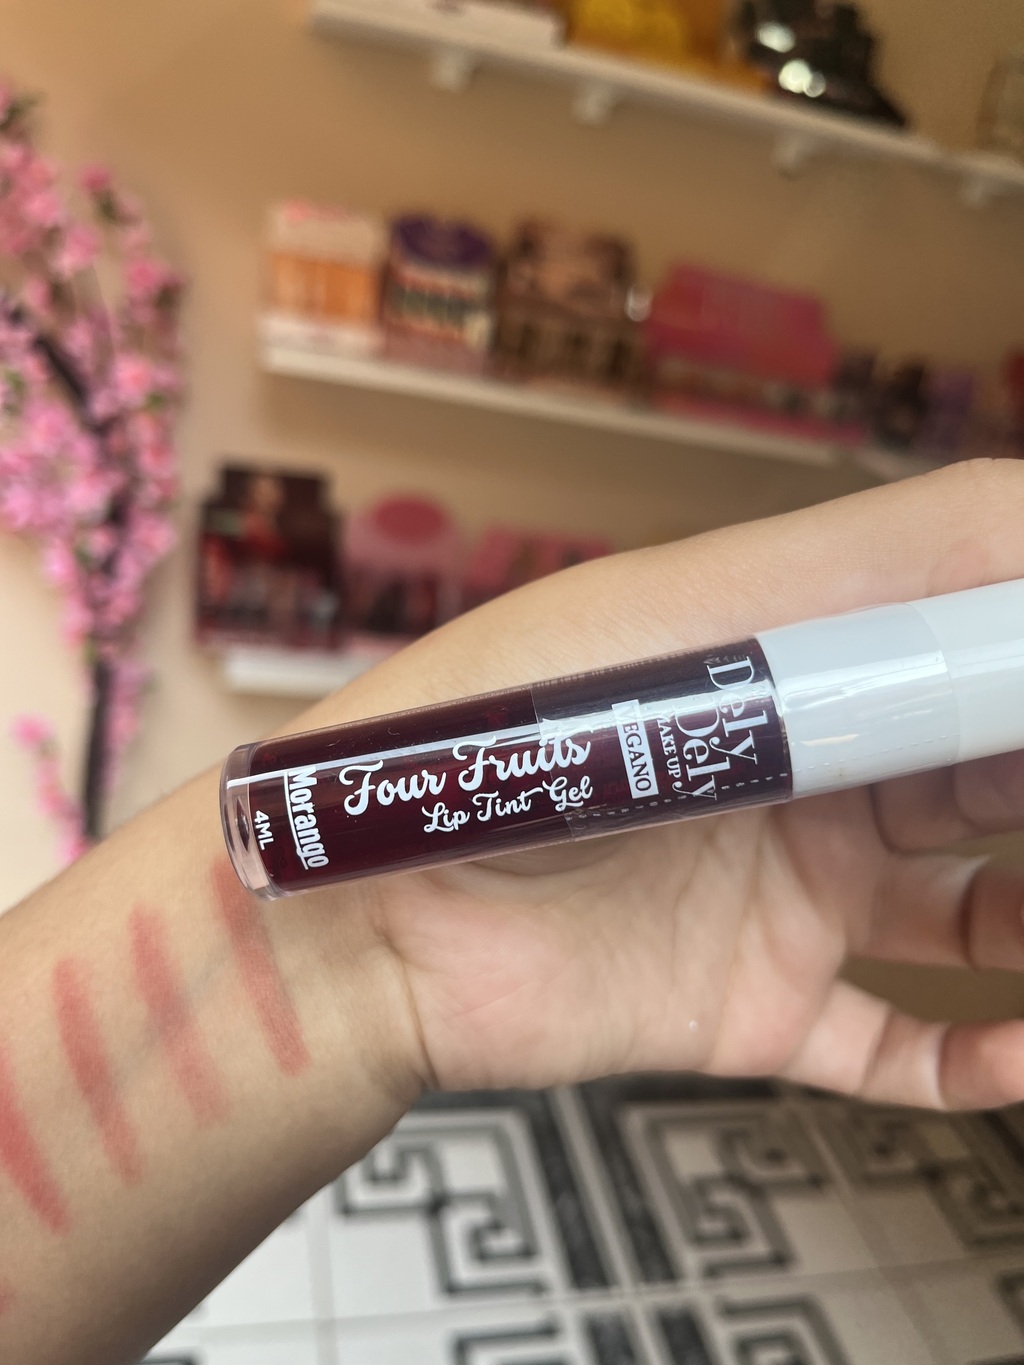 Four Fruits
Lip Tint Gel
Morango
4ML
VEGANO
Dely
Dely
MAKE UP